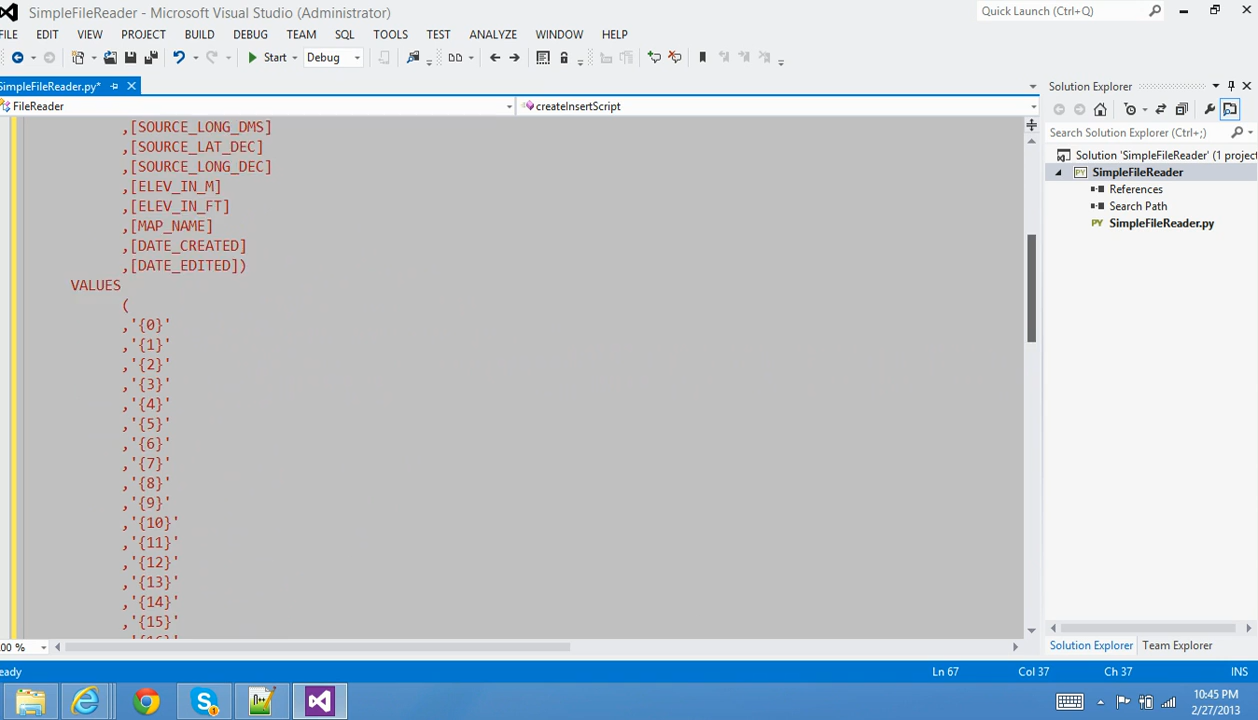 SimpleFileReader - Microsoft Visual Studio (Administrator)
Quick Launch (Ctrl+Q)
FILE EDIT VIEW PROJECT BUILD DEBUG TEAM SQL TOOLS TEST ANALYZE WINDOW HELP
Start Debug
SimpleFileReader.py*
FileReader
createInsertScript
,[SOURCE_LONG_DMS]
,[SOURCE_LAT_DEC]
,[SOURCE_LONG_DEC]
,[ELEV_IN_M]
,[ELEV_IN_FT]
,[MAP_NAME]
,[DATE_CREATED]
,[DATE_EDITED])
VALUES
(
,'{0}'
,'{1}'
,'{2}'
,'{3}'
,'{4}'
,'{5}'
,'{6}'
,'{7}'
,'{8}'
,'{9}'
,'{10}'
,'{11}'
,'{12}'
,'{13}'
,'{14}'
,'{15}'
00 %
Solution Explorer
Search Solution Explorer (Ctrl+;)
Solution 'SimpleFileReader' (1 project
SimpleFileReader
References
Search Path
SimpleFileReader.py
Solution Explorer Team Explorer
eady
Ln 67 Col 37 Ch 37 INS
n++
10:45 PM
2/27/2013